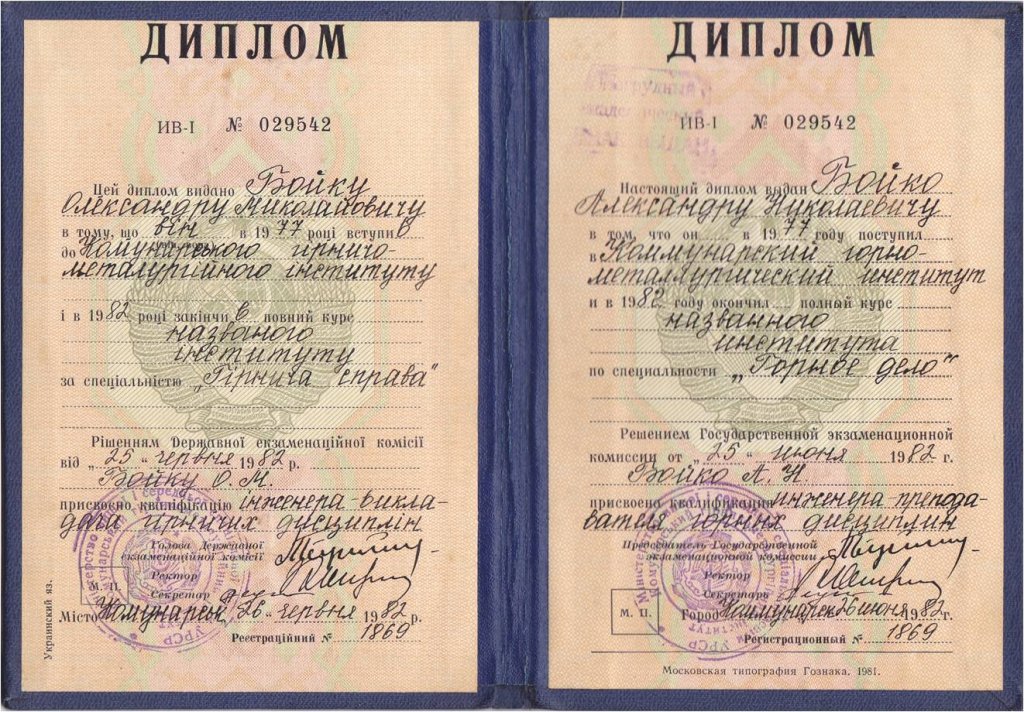 ДИПЛОМ
ИВ-I № 029542
Цей диплом видано Бойку
Олександру Миколайовичу
в тому, що він в 1977 році вступив
до Комунарського гірничо-
металургійного інституту
і в 1982 році закінчив повний курс
названого
інституту
за спеціальністю „Гірнича справа"
Рішенням Державної екзаменаційної комісії
від „25" червня 1982 р.
Бойку О. М.
присвоєно кваліфікацію інженера-викла-
дача гірничих дисциплін
Голова Державної
екзаменаційної комісії
Ректор
М. П.
Секретар
Місто Комунарськ, 26 червня 1982 р.
Реєстраційний № 1869
Украинский яз.
ДИПЛОМ
ИВ-I № 029542
Настоящий диплом выдан Бойко
Александру Николаевичу
в том, что он в 1977 году поступил
в Коммунарский горно-
металлургический институт
и в 1982 году окончил полный курс
названного
института
по специальности „Горное дело"
Решением Государственной экзаменационной
комиссии от „25" июня 1982 г.
Бойко А. Н.
присвоена квалификация инженера препода-
вателя горных дисциплин
Председатель Государственной
экзаменационной комиссии
Ректор
Секретарь
М. П.
Город Коммунарск 26 июня 1982 г.
Регистрационный № 1869
Московская типография Гознака. 1981.